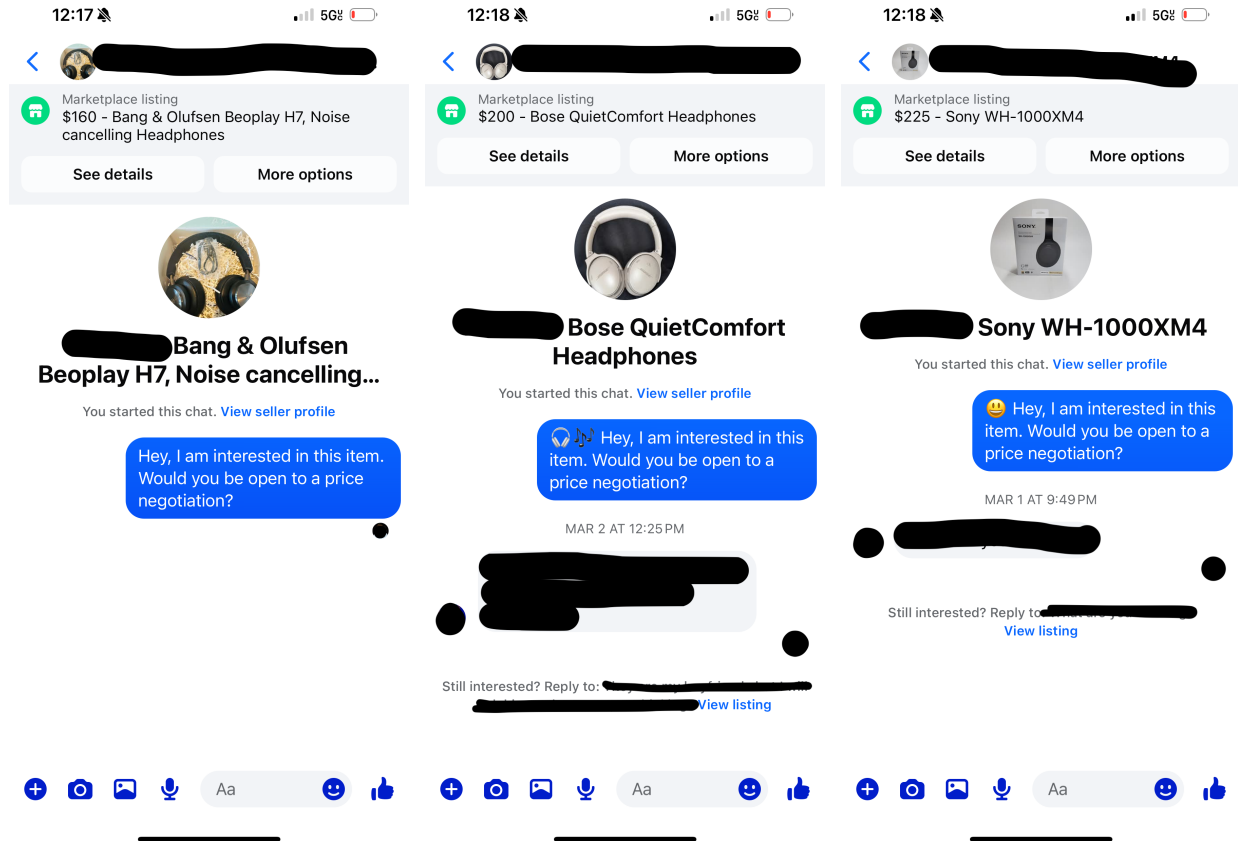 12:17
5G
Marketplace listing
$160 - Bang & Olufsen Beoplay H7, Noise
cancelling Headphones
See details
More options
Bang & Olufsen
Beoplay H7, Noise cancelling...
You started this chat. View seller profile
Hey, I am interested in this item.
Would you be open to a price
negotiation?
Aa
12:18
5G
Marketplace listing
$200 - Bose QuietComfort Headphones
See details
More options
Bose QuietComfort
Headphones
You started this chat. View seller profile
🎧🎶 Hey, I am interested in this
item. Would you be open to a
price negotiation?
MAR 2 AT 12:25 PM
Still interested? Reply to:
View listing
Aa
12:18
5G
Marketplace listing
$225 - Sony WH-1000XM4
See details
More options
SONY
Sony WH-1000XM4
You started this chat. View seller profile
😃 Hey, I am interested in this
item. Would you be open to a
price negotiation?
MAR 1 AT 9:49 PM
Still interested? Reply to:
View listing
Aa